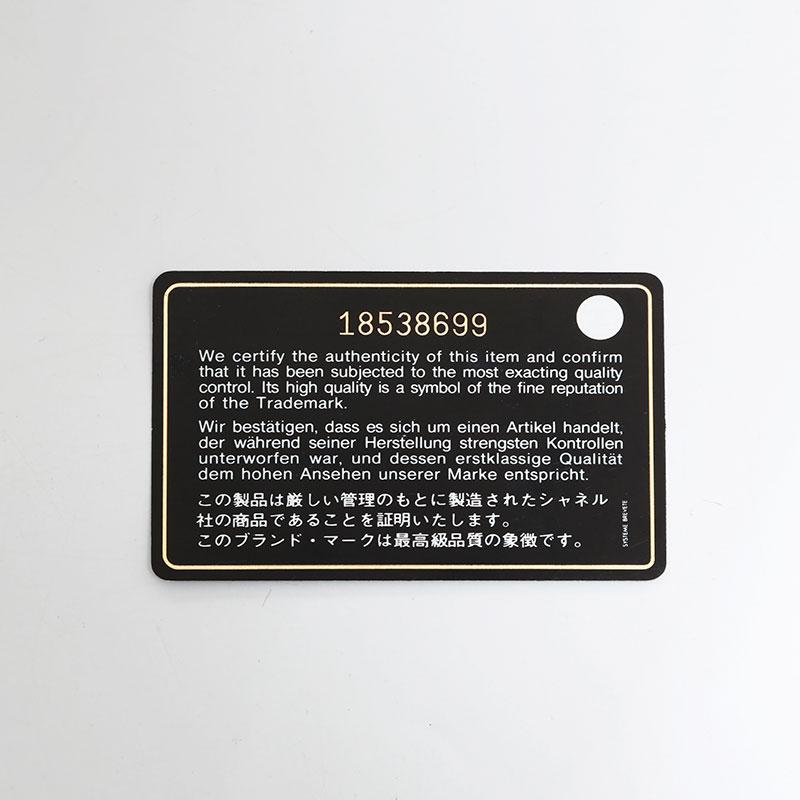 18538699
We certify the authenticity of this item and confirm
that it has been subjected to the most exacting quality
control. Its high quality is a symbol of the fine reputation
of the Trademark.
Wir bestätigen, dass es sich um einen Artikel handelt,
der während seiner Herstellung strengsten Kontrollen
unterworfen war, und dessen erstklassige Qualität
dem hohen Ansehen unserer Marke entspricht.
この製品は厳しい管理のもとに製造されたシャネル
社の商品であることを証明いたします。
このブランド・マークは最高級品質の象徴です。
SYSTEME BREVETE